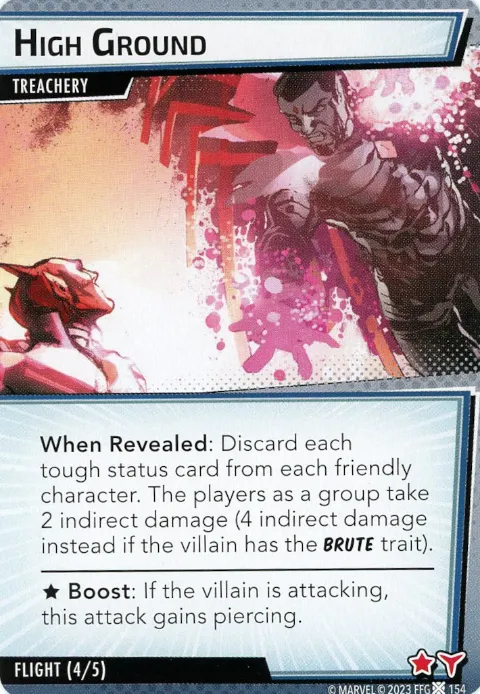 HIGH GROUND
TREACHERY
When Revealed: Discard each
tough status card from each friendly
character. The players as a group take
2 indirect damage (4 indirect damage
instead if the villain has the BRUTE trait).
★ Boost: If the villain is attacking,
this attack gains piercing.
FLIGHT (4/5)
© MARVEL © 2023 FFG 154